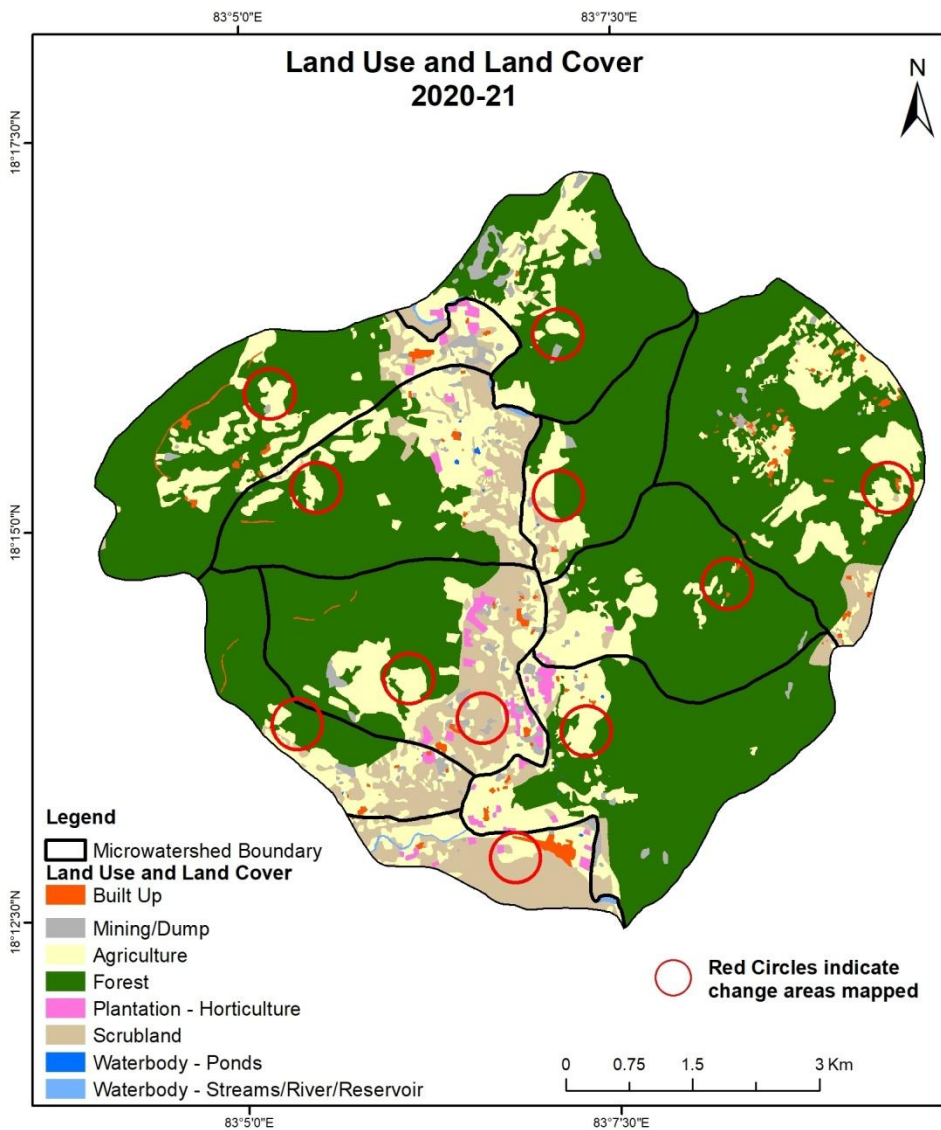 83°5'0"E
83°7'30"E
Land Use and Land Cover
2020-21
N
18°17'30"N
18°15'0"N
18°12'30"N
Legend
Microwatershed Boundary
Land Use and Land Cover
Built Up
Mining/Dump
Agriculture
Forest
Plantation - Horticulture
Scrubland
Waterbody - Ponds
Waterbody - Streams/River/Reservoir
Red Circles indicate
change areas mapped
0 0.75 1.5 3 Km
83°5'0"E
83°7'30"E